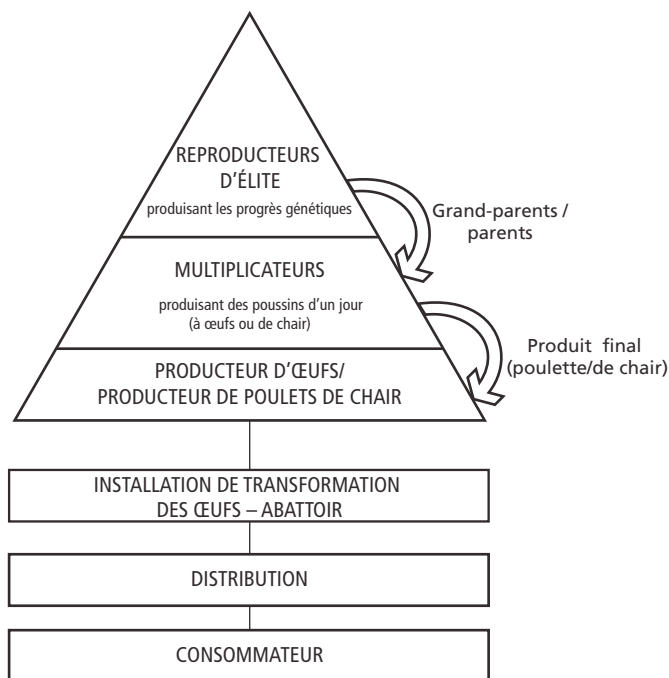 REPRODUCTEURS
D'ÉLITE
produisant les progrès génétiques
Grand-parents /
parents
MULTIPLICATEURS
produisant des poussins d'un jour
(à œufs ou de chair)
Produit final
(poulette/de chair)
PRODUCTEUR D'ŒUFS/
PRODUCTEUR DE POULETS DE CHAIR
INSTALLATION DE TRANSFORMATION
DES ŒUFS – ABATTOIR
DISTRIBUTION
CONSOMMATEUR